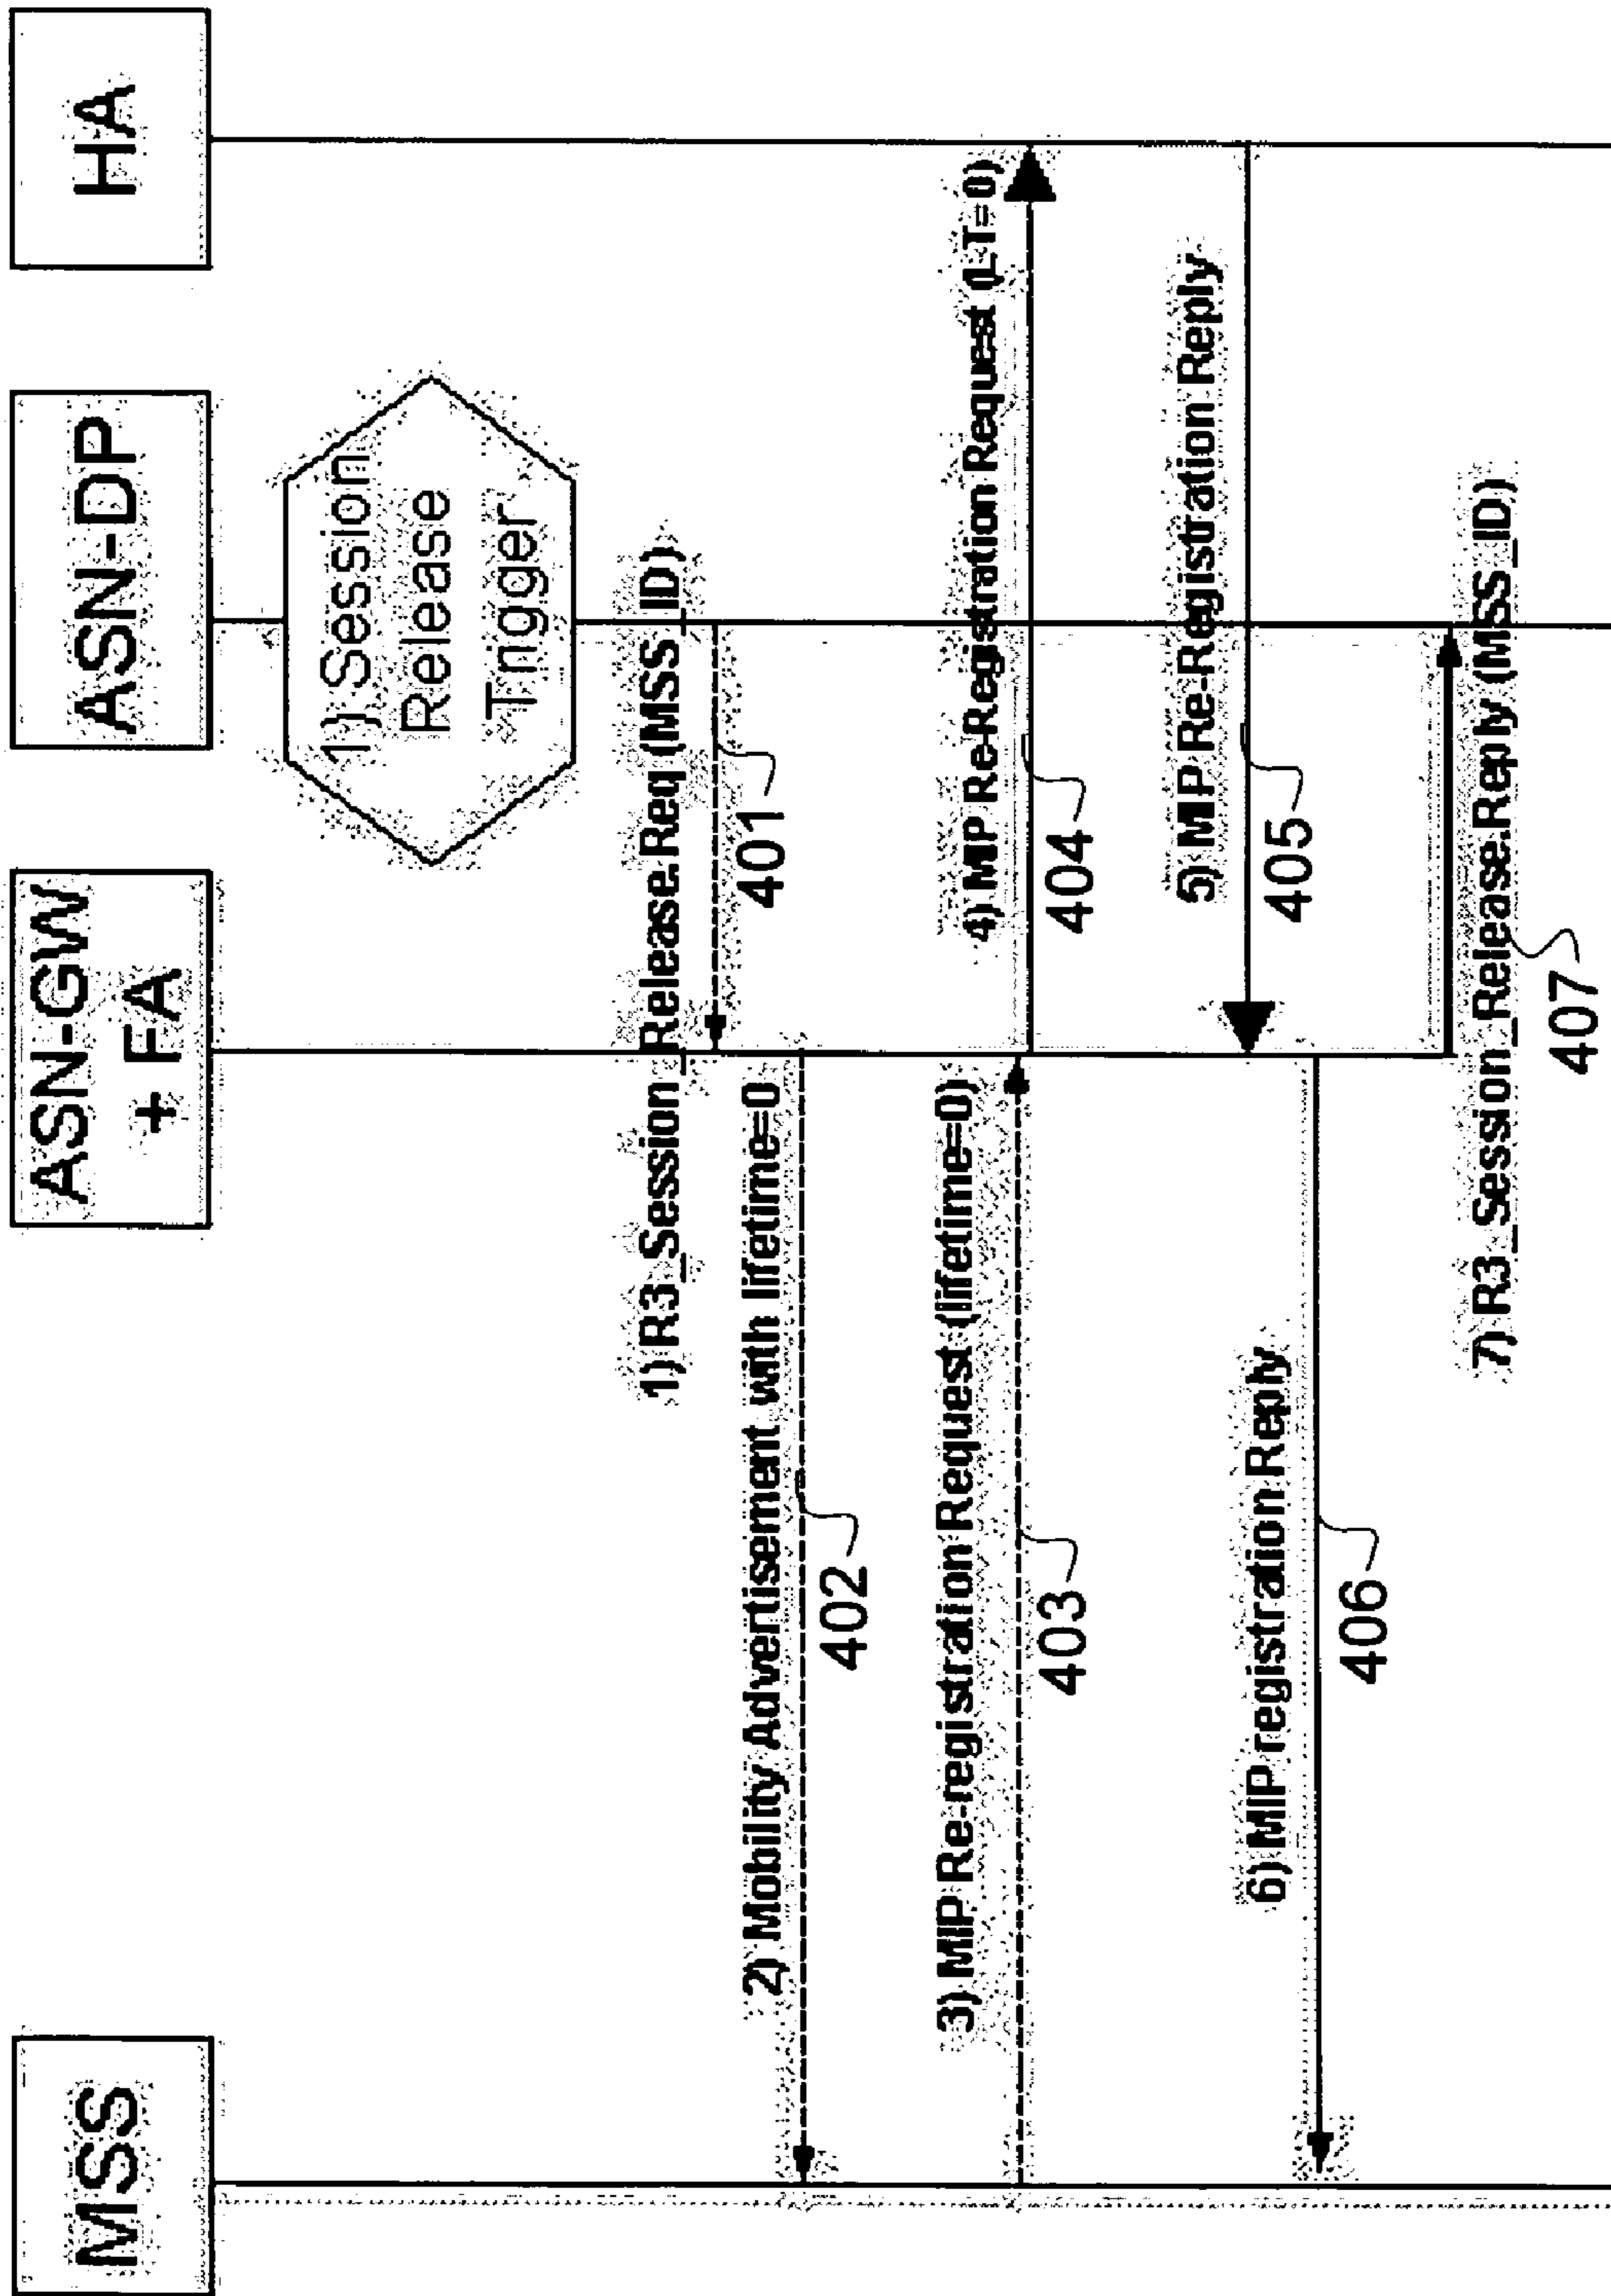 MSS
ASN-GW
+ FA
ASN-DP
HA
1) Session
Release
Trigger
1) R3_Session_Release.Req (MSS_ID)
401
2) Mobility Advertisement with lifetime=0
402
3) MIP Re-registration Request (lifetime=0)
403
4) MIP Re-Registration Request (LT=0)
404
5) MIP Re-Registration Reply
405
6) MIP registration Reply
406
7) R3_Session_Release.Reply (MSS_ID)
407